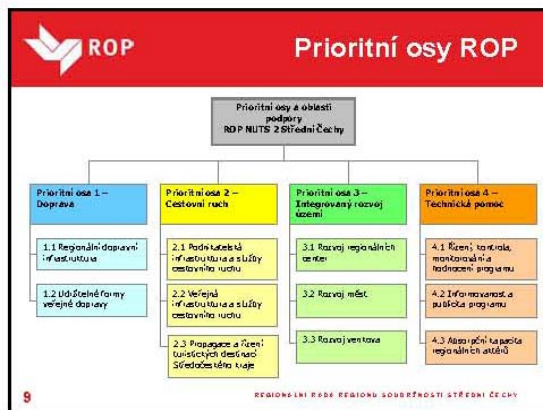 ROP
Prioritní osy ROP
Prioritní osy a oblasti
podpory
ROP NUTS 2 Střední Čechy
Prioritní osa 1 –
Doprava
1.1 Regionální dopravní
infrastruktura
1.2 Udržitelné formy
veřejné dopravy
Prioritní osa 2 –
Cestovní ruch
2.1 Podnikatelská
infrastruktura a služby
cestovního ruchu
2.2 Veřejná
infrastruktura a služby
cestovního ruchu
2.3 Propagace a řízení
turistických destinací
Středočeského kraje
Prioritní osa 3 –
Integrovaný rozvoj
území
3.1 Rozvoj regionálních
center
3.2 Rozvoj měst
3.3 Rozvoj venkova
Prioritní osa 4 –
Technická pomoc
4.1 Řízení, kontrola,
monitorování a
hodnocení programu
4.2 Informovanost a
publicita programu
4.3 Absorpční kapacita
regionálních aktérů
9
REGIONÁLNÍ RADA REGIONU SOUDRŽNOSTI STŘEDNÍ ČECHY